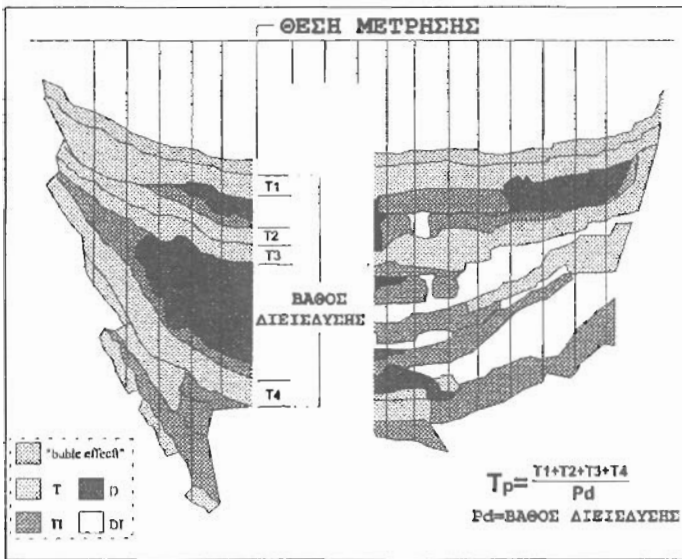 ΘΕΣΗ ΜΕΤΡΗΣΗΣ
T1
T2
T3
ΒΑΘΟΣ
ΔΙΕΙΣΔΥΣΗΣ
T4
"buble effect"
T D
TI DI
Tp= T1+T2+T3+T4
Pd
Pd=ΒΑΘΟΣ ΔΙΕΙΣΔΥΣΗΣ